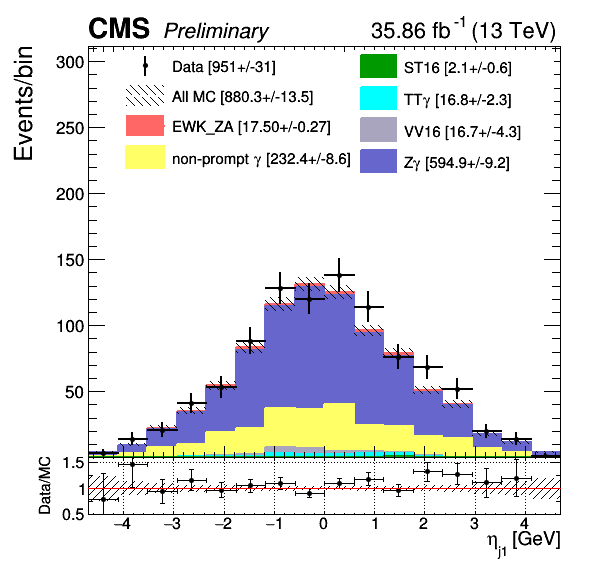 CMS Preliminary 35.86 fb⁻¹ (13 TeV)
Events/bin
300
250
200
150
100
50
Data [951+/-31]
All MC [880.3+/-13.5]
EWK_ZA [17.50+/-0.27]
non-prompt γ [232.4+/-8.6]
ST16 [2.1+/-0.6]
TTγ [16.8+/-2.3]
VV16 [16.7+/-4.3]
Zγ [594.9+/-9.2]
Data/MC
1.5
1
0.5
−4 −3 −2 −1 0 1 2 3 4
η_j1 [GeV]